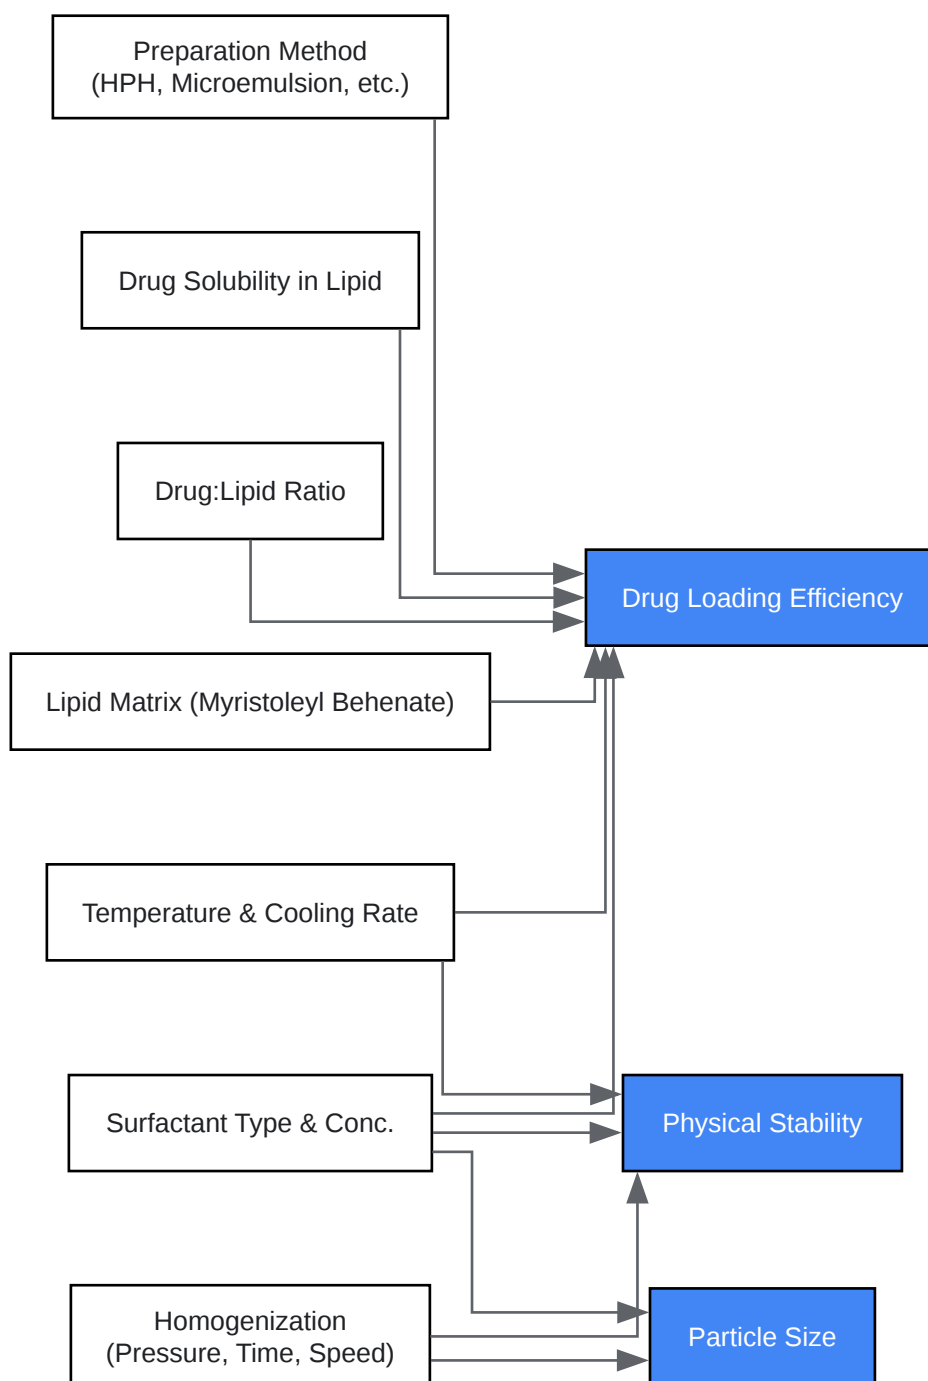 Preparation Method
(HPH, Microemulsion, etc.)
Drug Solubility in Lipid
Drug:Lipid Ratio
Drug Loading Efficiency
Lipid Matrix (Myristoleyl Behenate)
Temperature & Cooling Rate
Surfactant Type & Conc.
Physical Stability
Homogenization
(Pressure, Time, Speed)
Particle Size